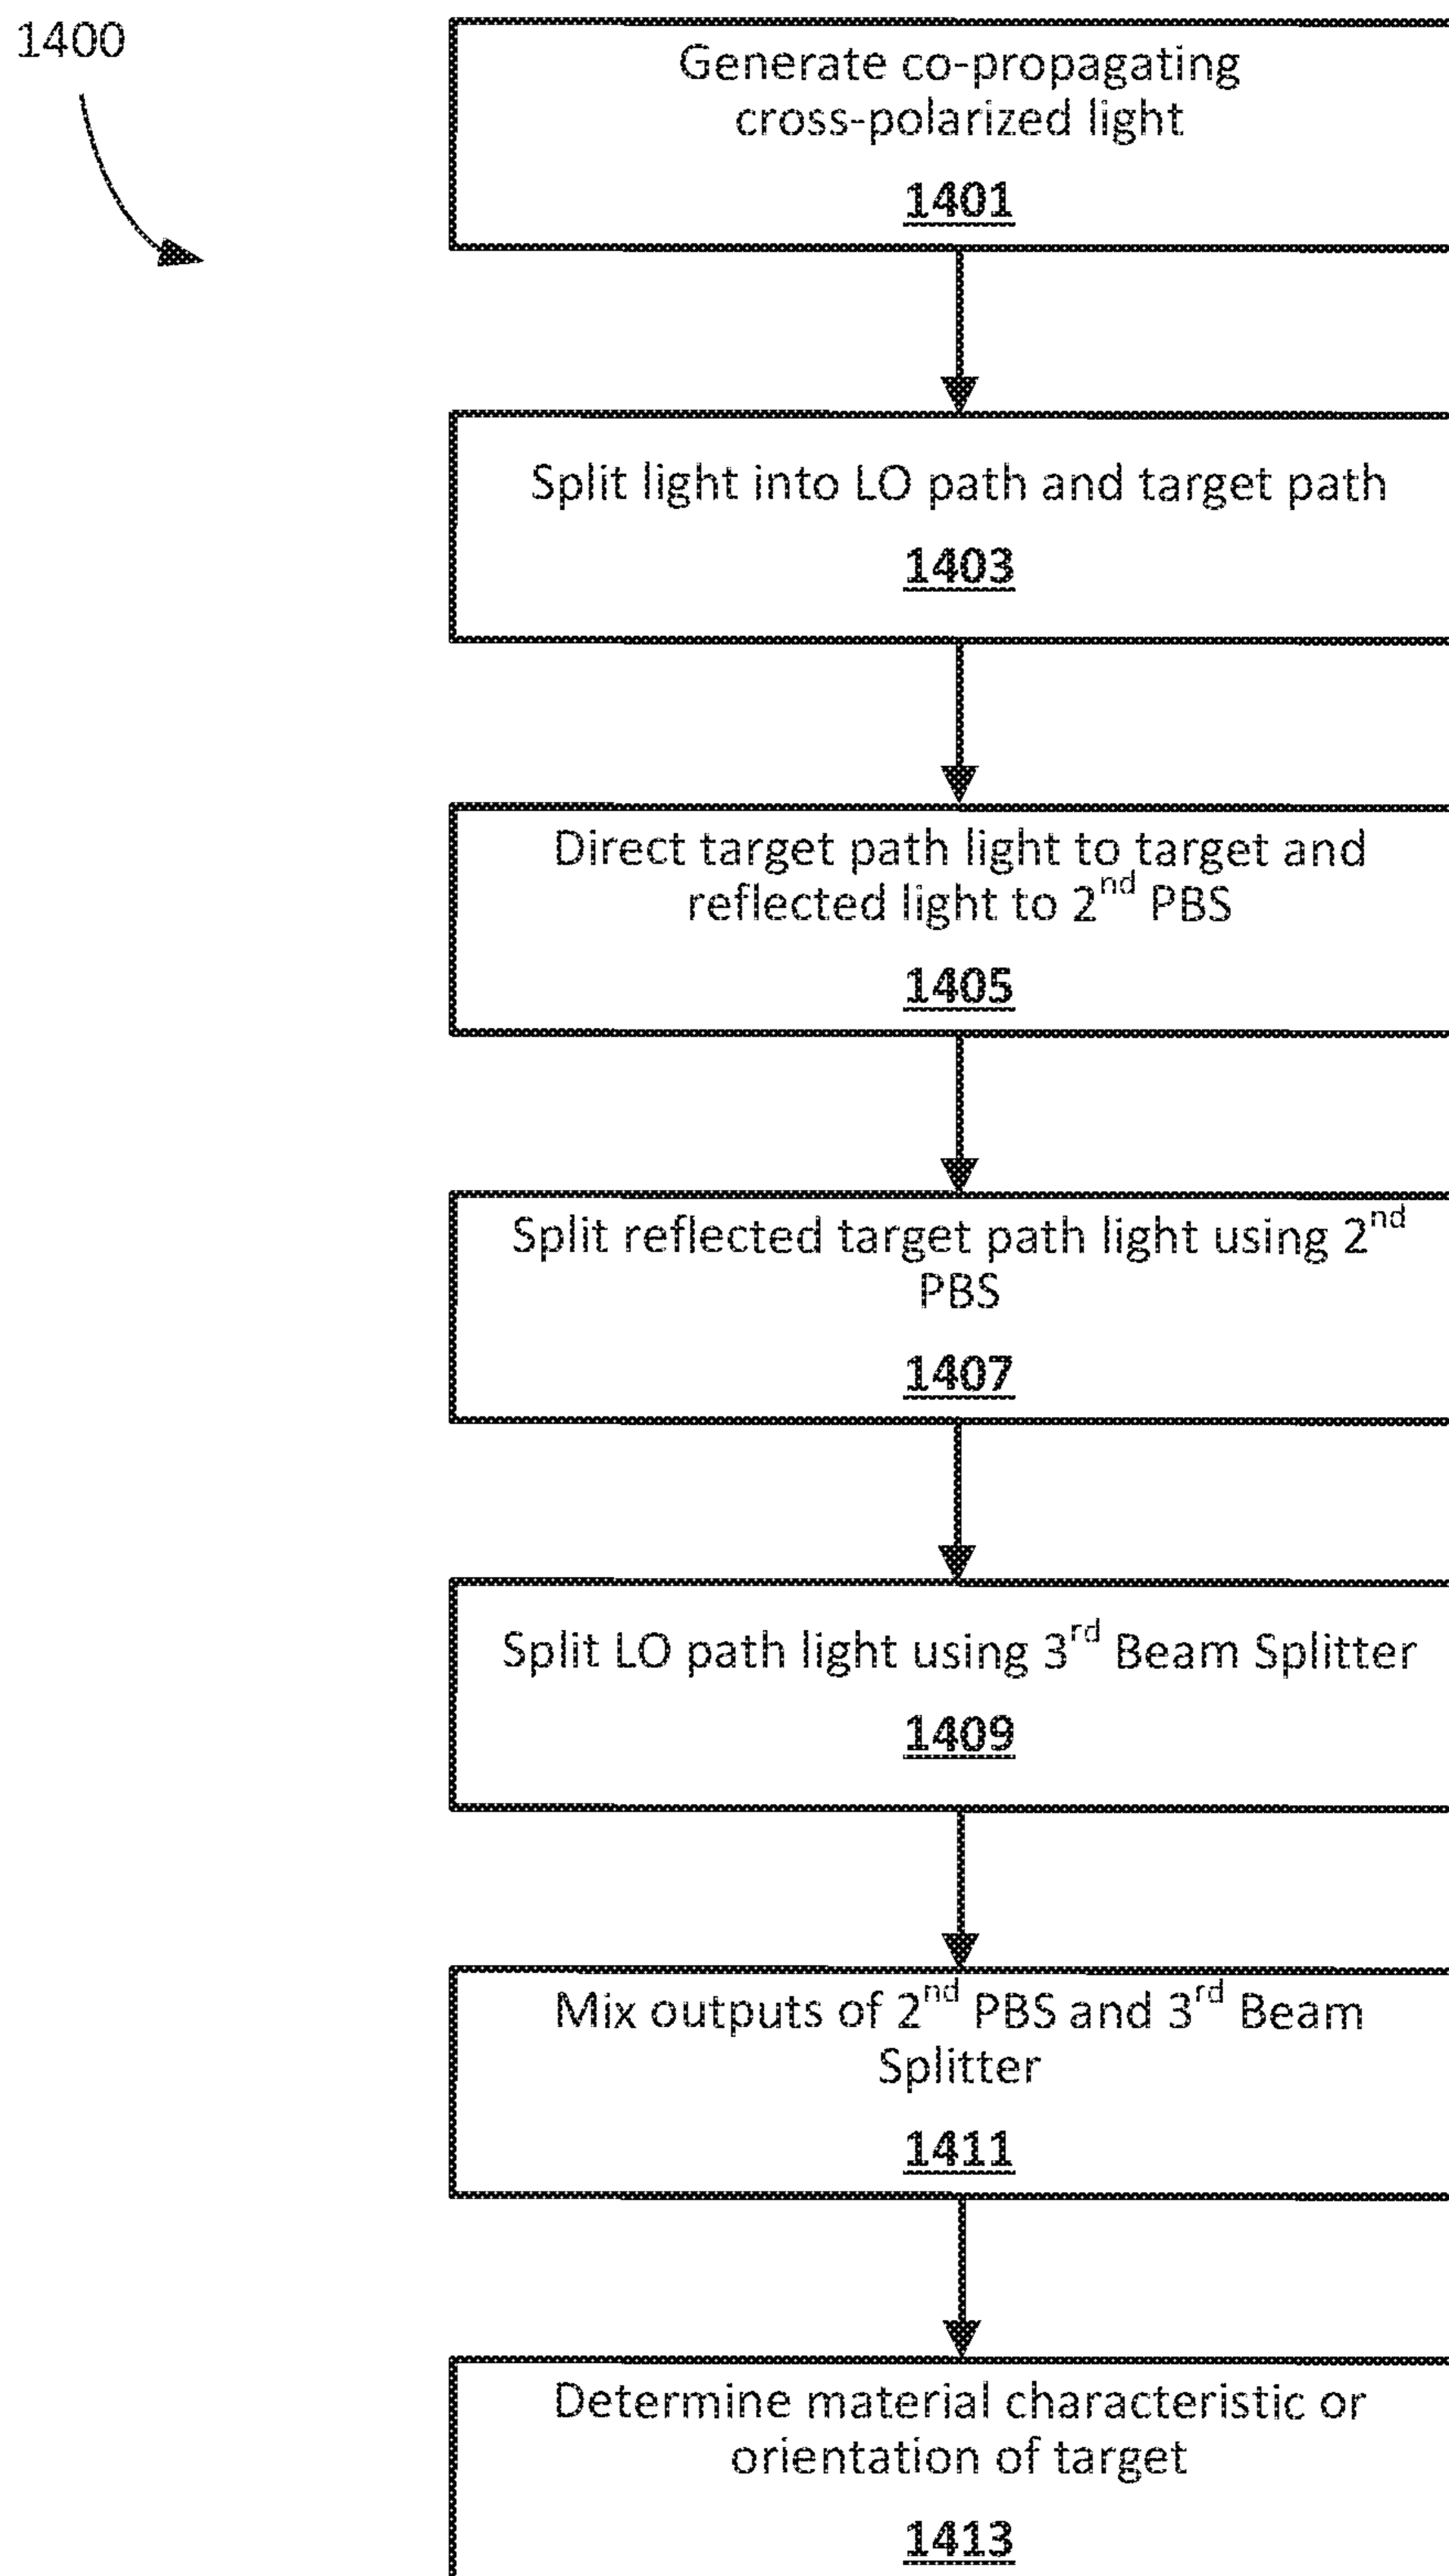 1400
Generate co-propagating
cross-polarized light
1401
Split light into LO path and target path
1403
Direct target path light to target and
reflected light to 2nd PBS
1405
Split reflected target path light using 2nd
PBS
1407
Split LO path light using 3rd Beam Splitter
1409
Mix outputs of 2nd PBS and 3rd Beam
Splitter
1411
Determine material characteristic or
orientation of target
1413